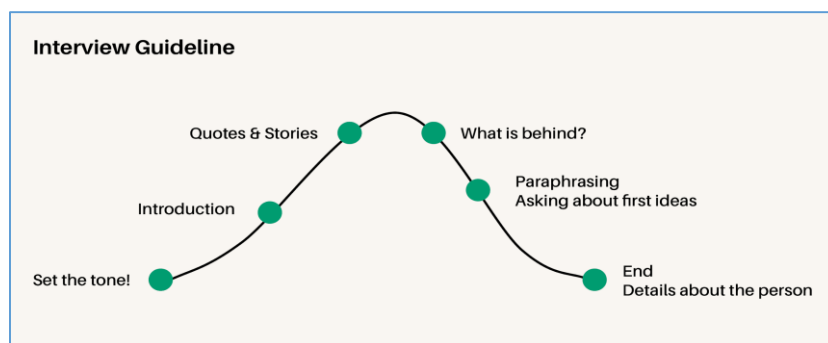 Interview Guideline
Set the tone!
Introduction
Quotes & Stories
What is behind?
Paraphrasing
Asking about first ideas
End
Details about the person